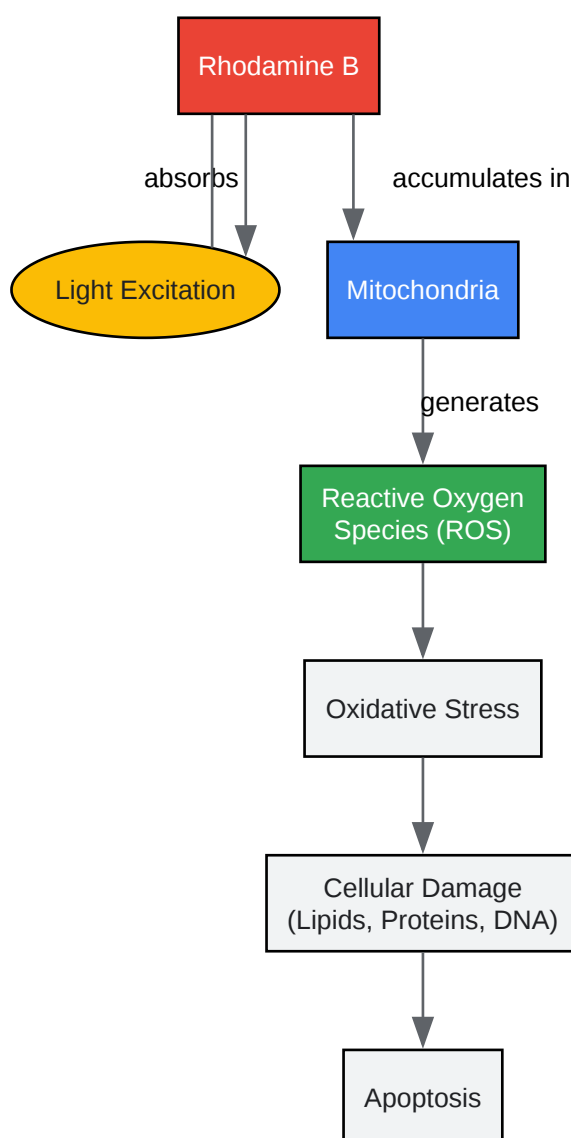 Rhodamine B
absorbs
accumulates in
Light Excitation
Mitochondria
generates
Reactive Oxygen
Species (ROS)
Oxidative Stress
Cellular Damage
(Lipids, Proteins, DNA)
Apoptosis